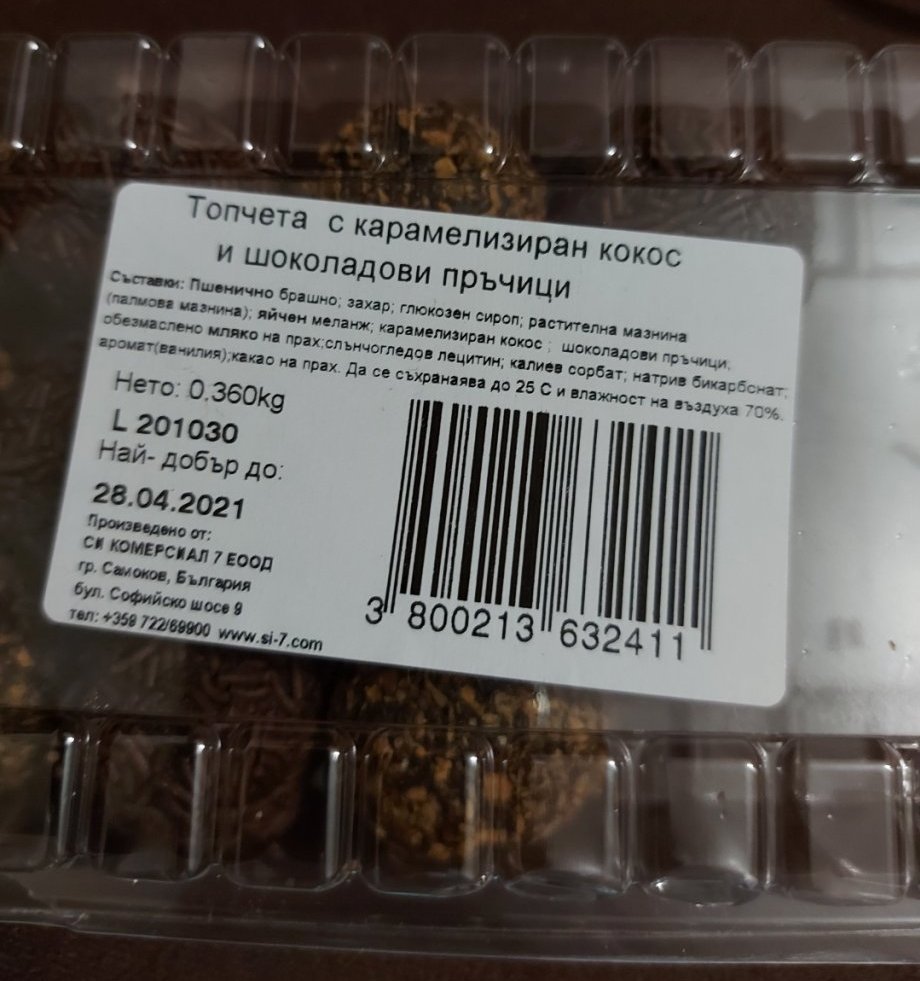 Топчета с карамелизиран кокос
и шоколадови пръчици
Съставки: Пшенично брашно; захар; глюкозен сироп; растителна мазнина
(палмова мазнина); яйчен меланж; карамелизиран кокос ; шоколадови пръчици;
обезмаслено мляко на прах;слънчогледов лецитин; калиев сорбат; натрив бикарбонат;
аромат(ванилия);какао на прах. Да се съхранаява до 25 С и влажност на въздуха 70%.
Нето: 0.360kg
L 201030
Най- добър до:
28.04.2021
Произведено от:
СИ КОМЕРСИАЛ 7 ЕООД
гр. Самоков, България
бул. Софийско шосе 9
тел: +359 722/69900 www.si-7.com
3 800213 632411